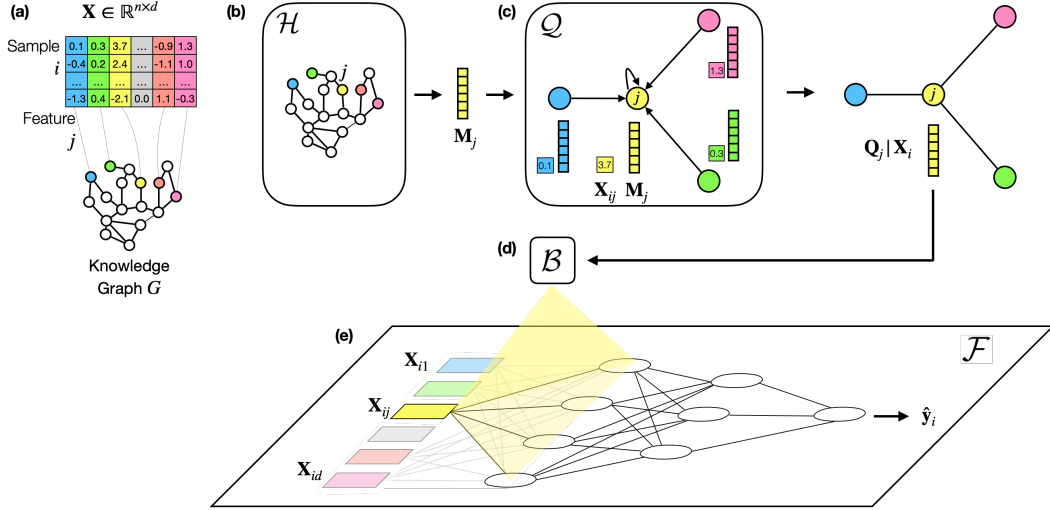 (a)
X ∈ ℝⁿˣᵈ
Sample
i
0.1 0.3 3.7 ... -0.9 1.3
-0.4 0.2 2.4 ... -1.1 1.0
... ... ... ... ...
-1.3 0.4 -2.1 0.0 1.1 -0.3
Feature
j
Knowledge
Graph G
(b)
ℋ
j
M_j
(c)
𝒬
1.3
j
0.1
3.7
0.3
X_ij M_j
j
Q_j|X_i
(d)
ℬ
(e)
ℱ
X_i1
X_ij
X_id
ŷ_i